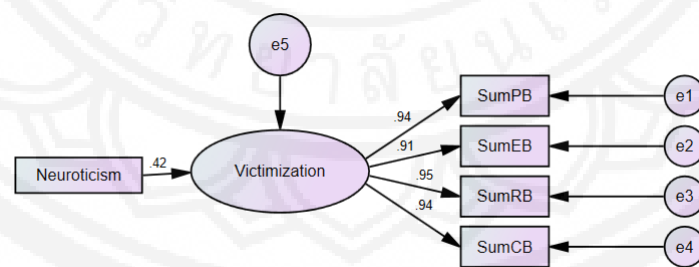 e5
.94
SumPB
e1
.91
SumEB
e2
Neuroticism
.42
Victimization
.95
SumRB
e3
.94
SumCB
e4